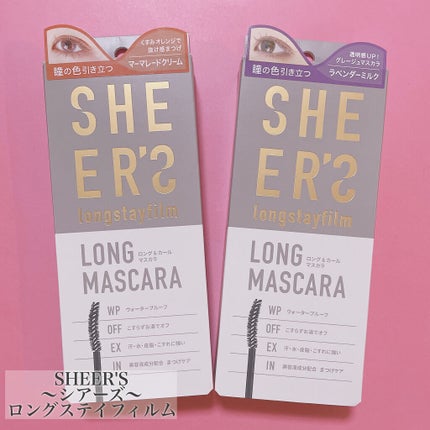 くすみオレンジで
抜け感まつげ
瞳の色引き立つ
マーマレードクリーム
SHE
ER'S
longstayfilm
LONG ロング&カール
マスカラ
MASCARA
WP ウォータープルーフ
OFF こすらずお湯でオフ
EX 汗・水・皮脂・こすれに強い
IN 美容液成分配合 まつげケア
透明感UP!
グレージュマスカラ
瞳の色引き立つ
ラベンダーミルク
SHE
ER'S
longstayfilm
LONG ロング&カール
マスカラ
MASCARA
WP ウォータープルーフ
OFF こすらずお湯でオフ
EX 汗・水・皮脂・こすれに強い
IN 美容液成分配合 まつげケア
SHEER'S
〜シアーズ〜
ロングステイフィルム